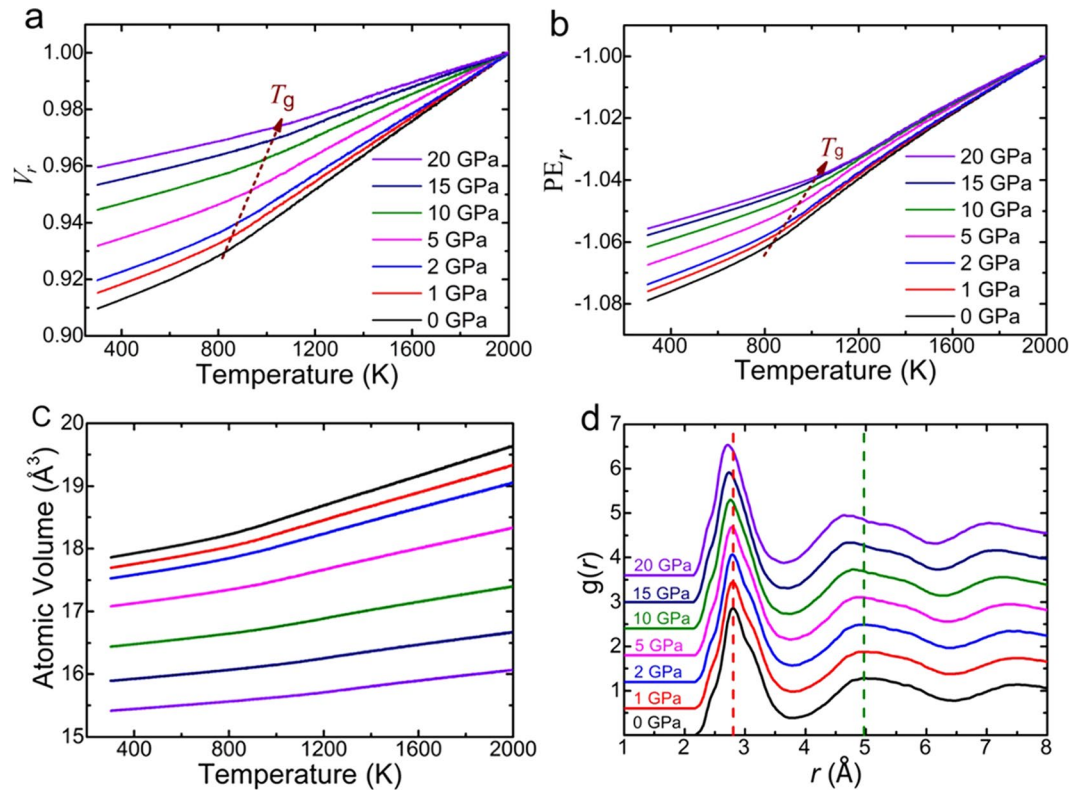 a
1.00
0.98
0.96
0.94
0.92
0.90
V_r
Tg
20 GPa
15 GPa
10 GPa
5 GPa
2 GPa
1 GPa
0 GPa
400 800 1200 1600 2000
Temperature (K)
b
-1.00
-1.02
-1.04
-1.06
-1.08
PE_r
Tg
20 GPa
15 GPa
10 GPa
5 GPa
2 GPa
1 GPa
0 GPa
400 800 1200 1600 2000
Temperature (K)
c
20
19
18
17
16
15
Atomic Volume (Å³)
400 800 1200 1600 2000
Temperature (K)
d
7
6
5
4
3
2
1
g(r)
20 GPa
15 GPa
10 GPa
5 GPa
2 GPa
1 GPa
0 GPa
1 2 3 4 5 6 7 8
r (Å)